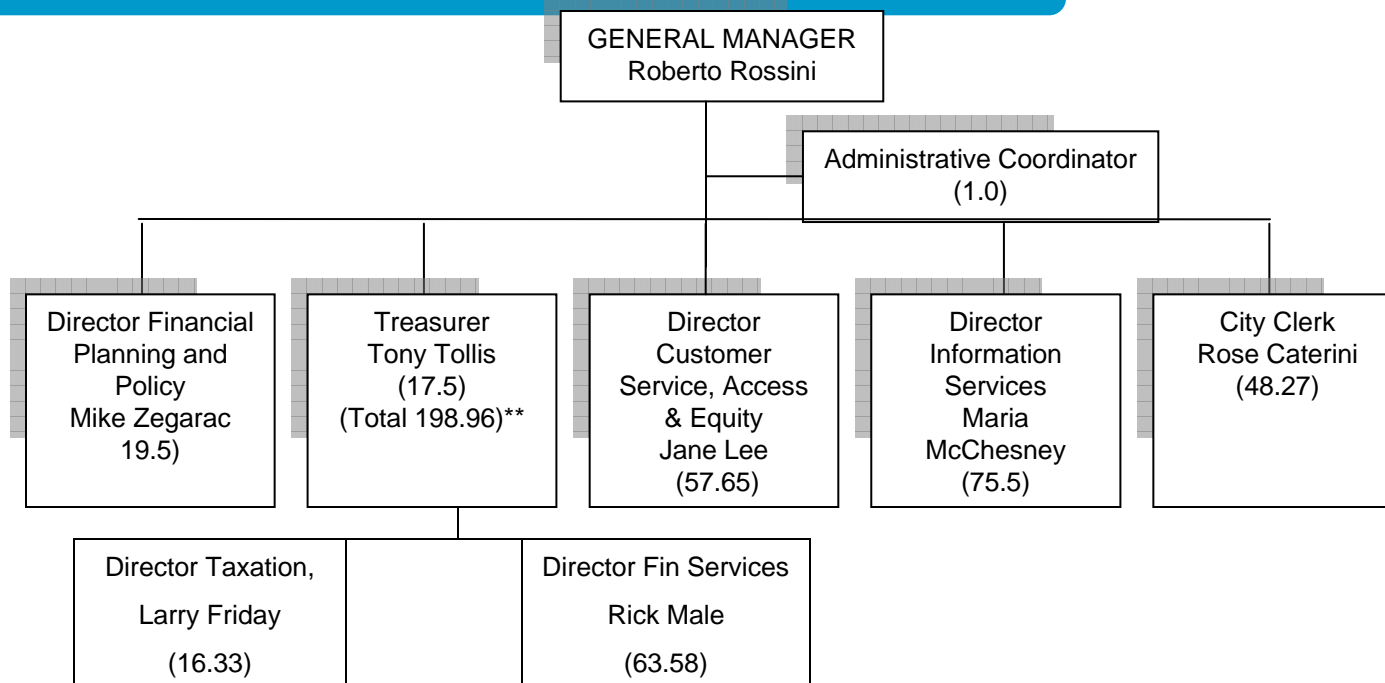 GENERAL MANAGER
Roberto Rossini
Administrative Coordinator
(1.0)
Director Financial
Planning and
Policy
Mike Zegarac
19.5)
Treasurer
Tony Tollis
(17.5)
(Total 198.96)**
Director
Customer
Service, Access
& Equity
Jane Lee
(57.65)
Director
Information
Services
Maria
McChesney
(75.5)
City Clerk
Rose Caterini
(48.27)
Director Taxation,
Larry Friday
(16.33)
Director Fin Services
Rick Male
(63.58)